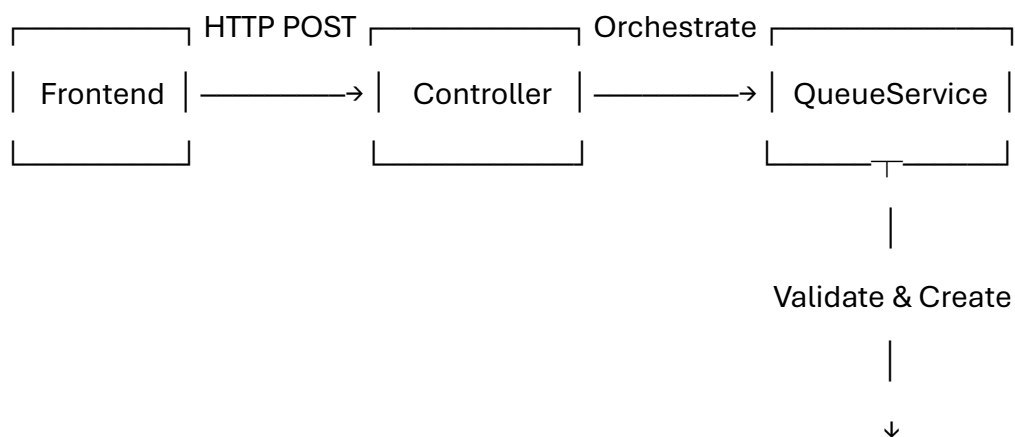 HTTP POST Orchestrate
Frontend Controller QueueService
Validate & Create